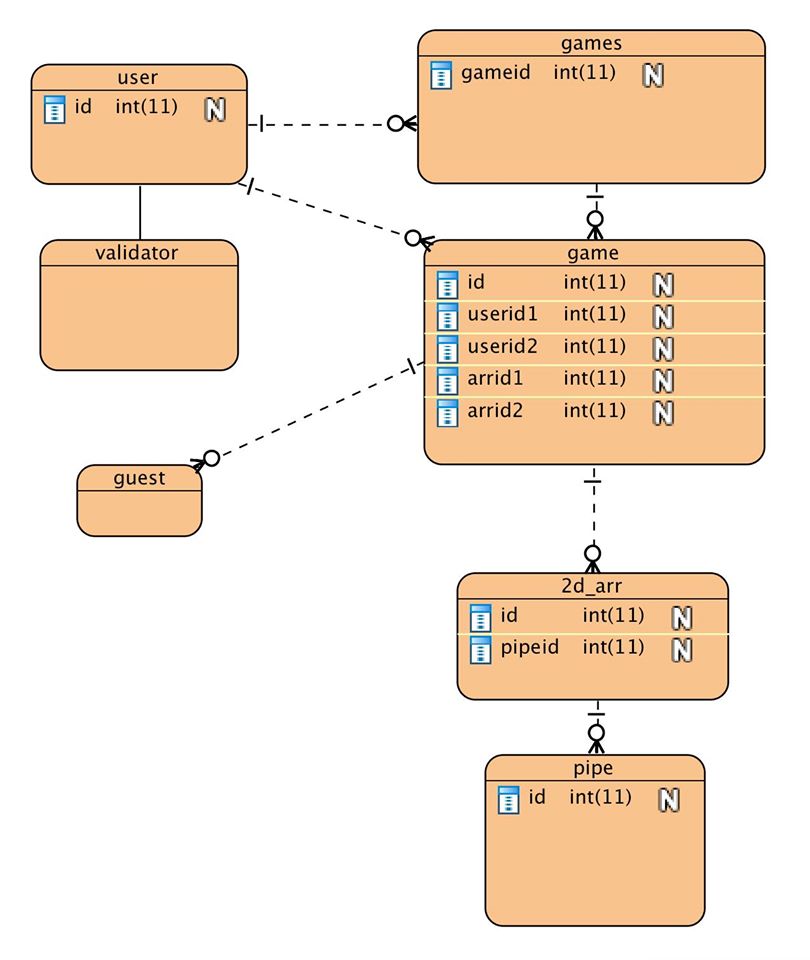 user
id int(11) N
games
gameid int(11) N
validator
game
id int(11) N
userid1 int(11) N
userid2 int(11) N
arrid1 int(11) N
arrid2 int(11) N
guest
2d_arr
id int(11) N
pipeid int(11) N
pipe
id int(11) N